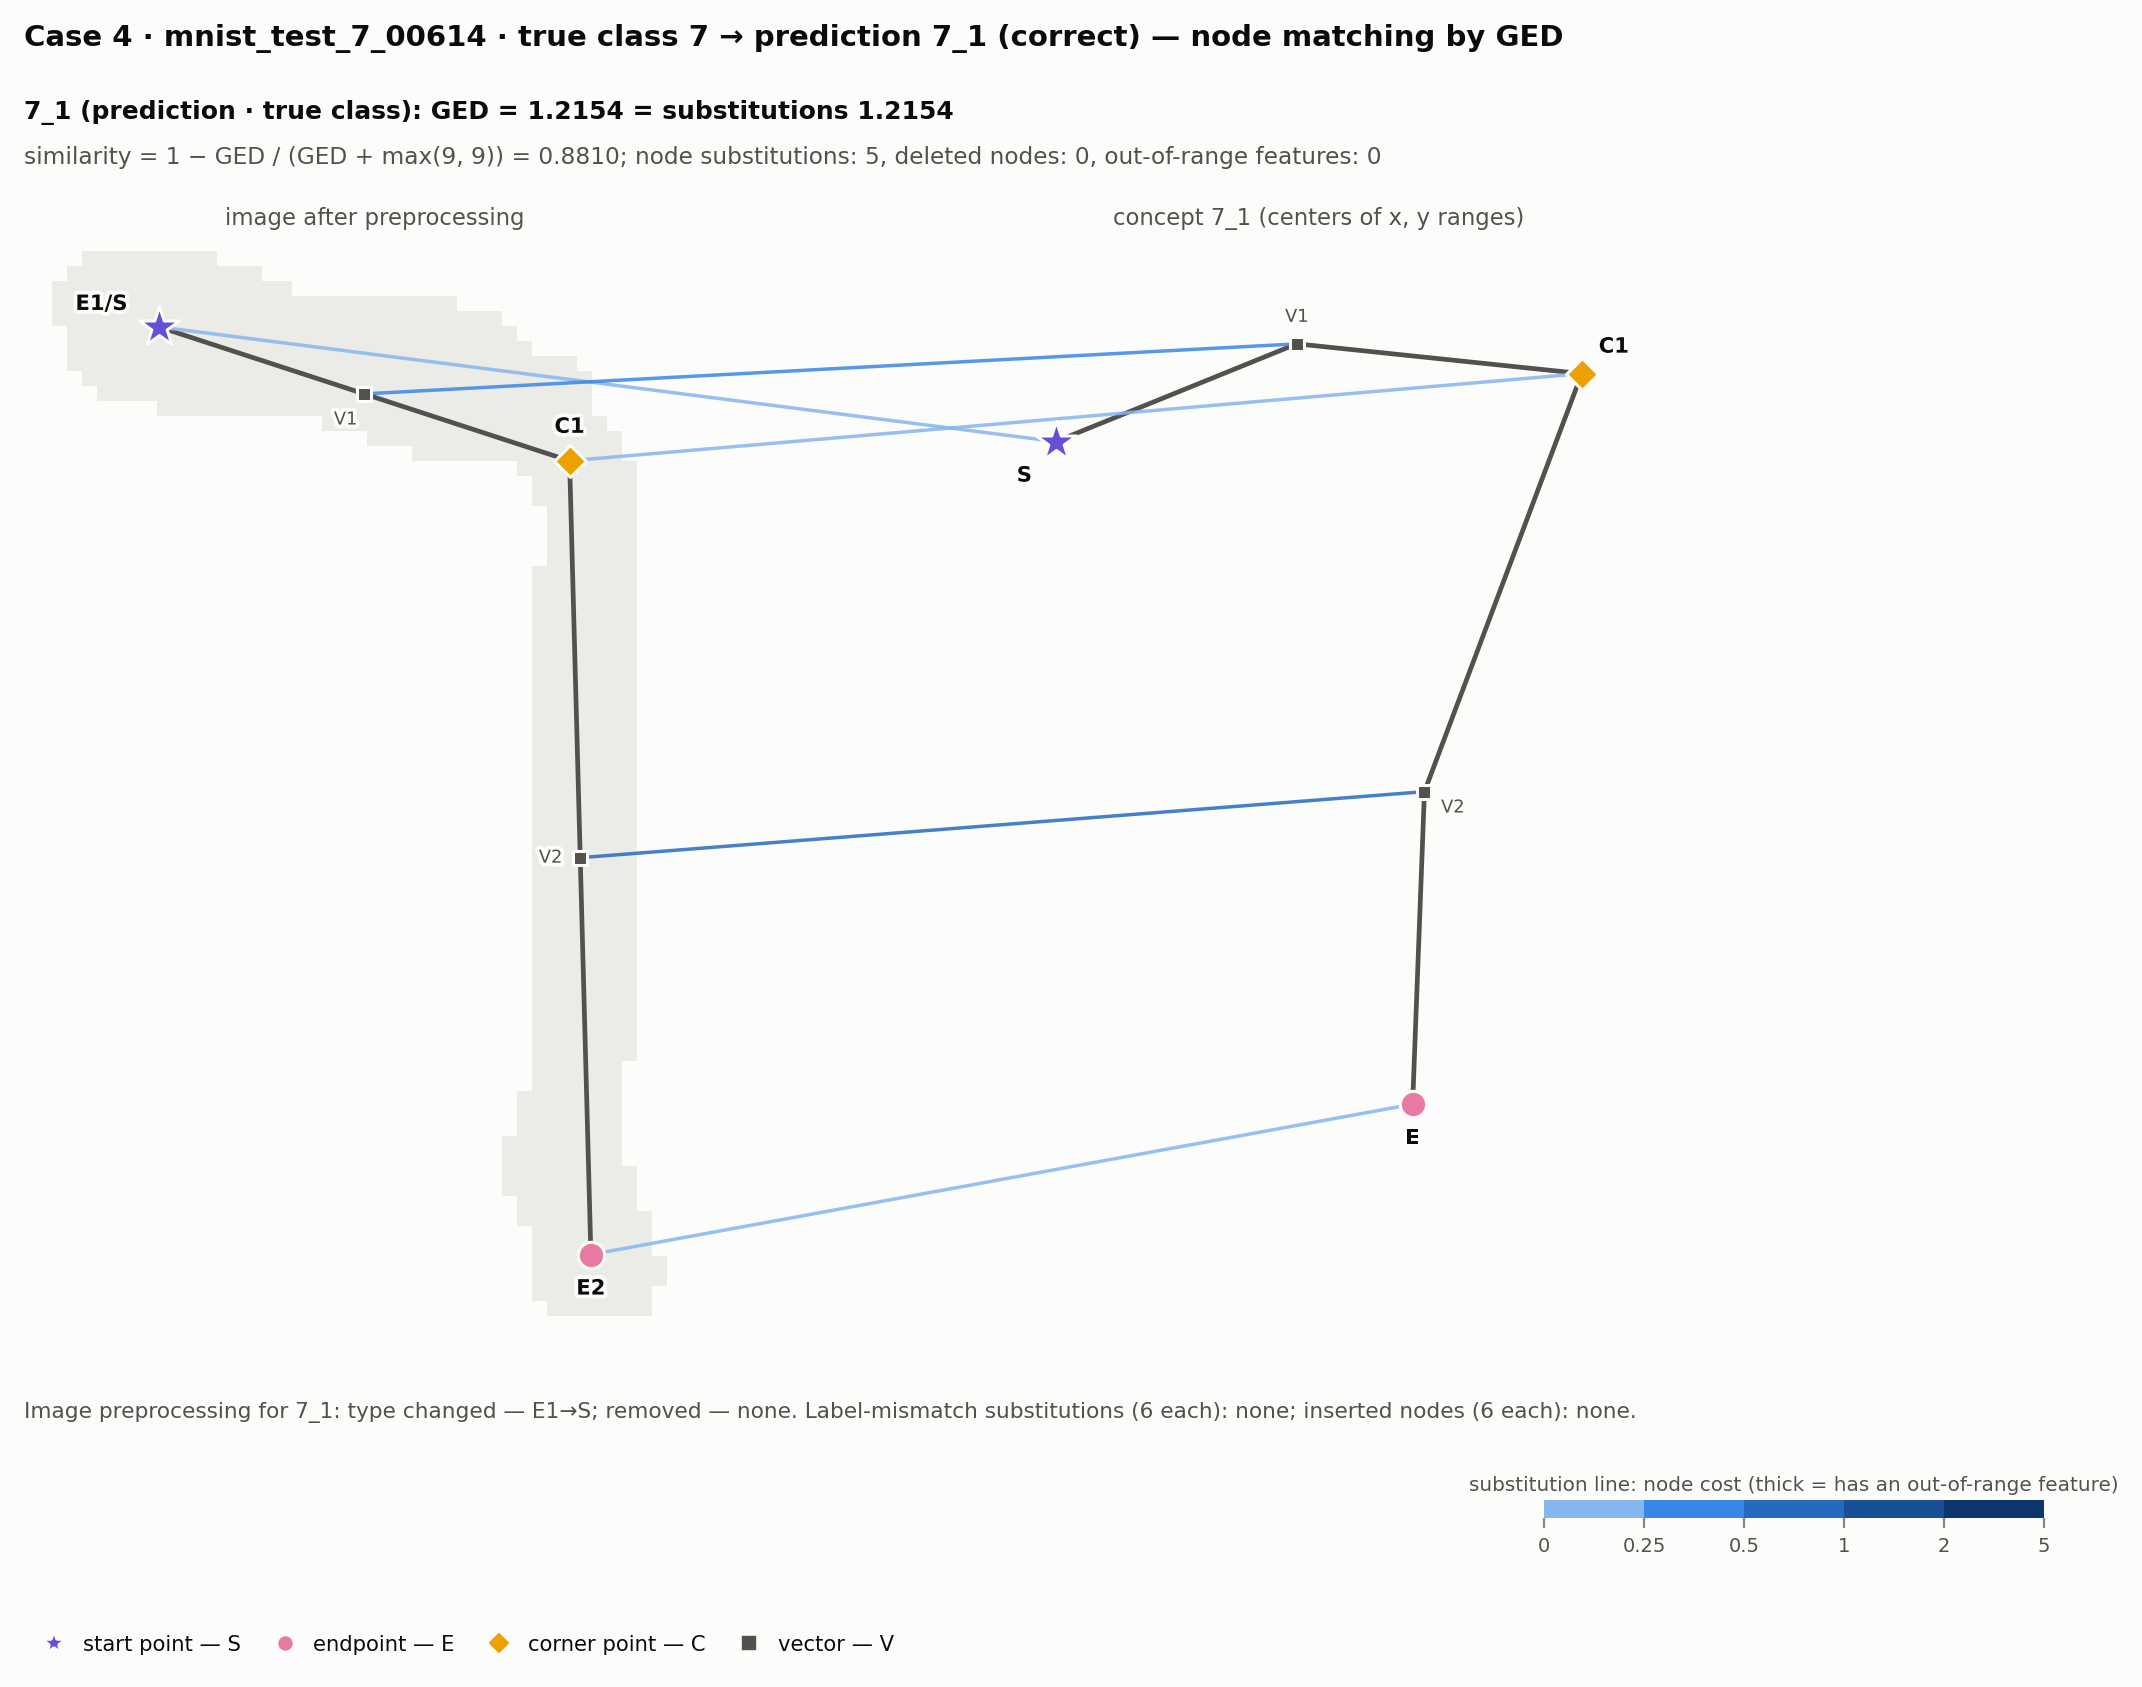 Case 4 · mnist_test_7_00614 · true class 7 → prediction 7_1 (correct) — node matching by GED
7_1 (prediction · true class): GED = 1.2154 = substitutions 1.2154
similarity = 1 − GED / (GED + max(9, 9)) = 0.8810; node substitutions: 5, deleted nodes: 0, out-of-range features: 0
image after preprocessing
concept 7_1 (centers of x, y ranges)
E1/S
V1
C1
V1
C1
S
V2
V2
E
E2
Image preprocessing for 7_1: type changed — E1→S; removed — none. Label-mismatch substitutions (6 each): none; inserted nodes (6 each): none.
substitution line: node cost (thick = has an out-of-range feature)
0 0.25 0.5 1 2 5
start point — S
endpoint — E
corner point — C
vector — V